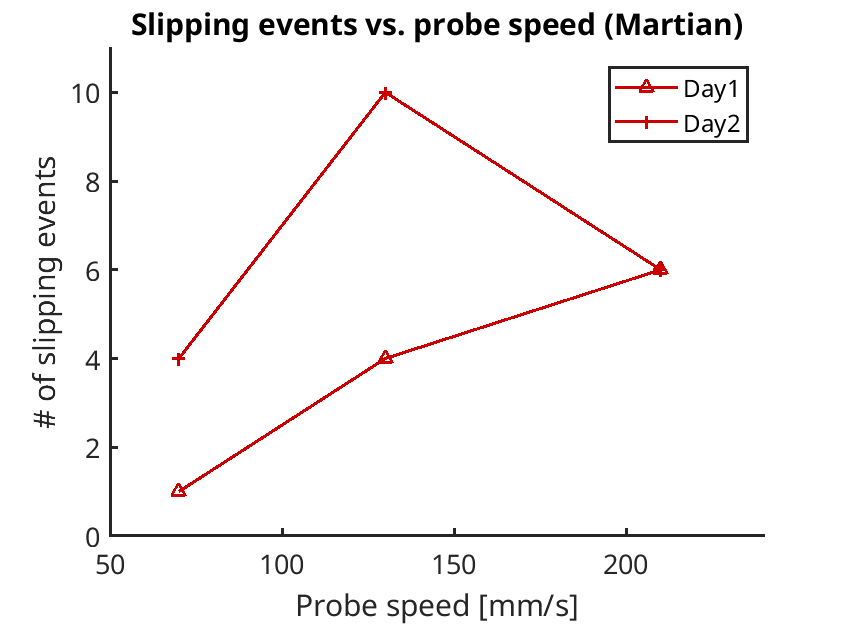 Slipping events vs. probe speed (Martian)
Day1
Day2
# of slipping events
10
8
6
4
2
0
50
100
150
200
Probe speed [mm/s]